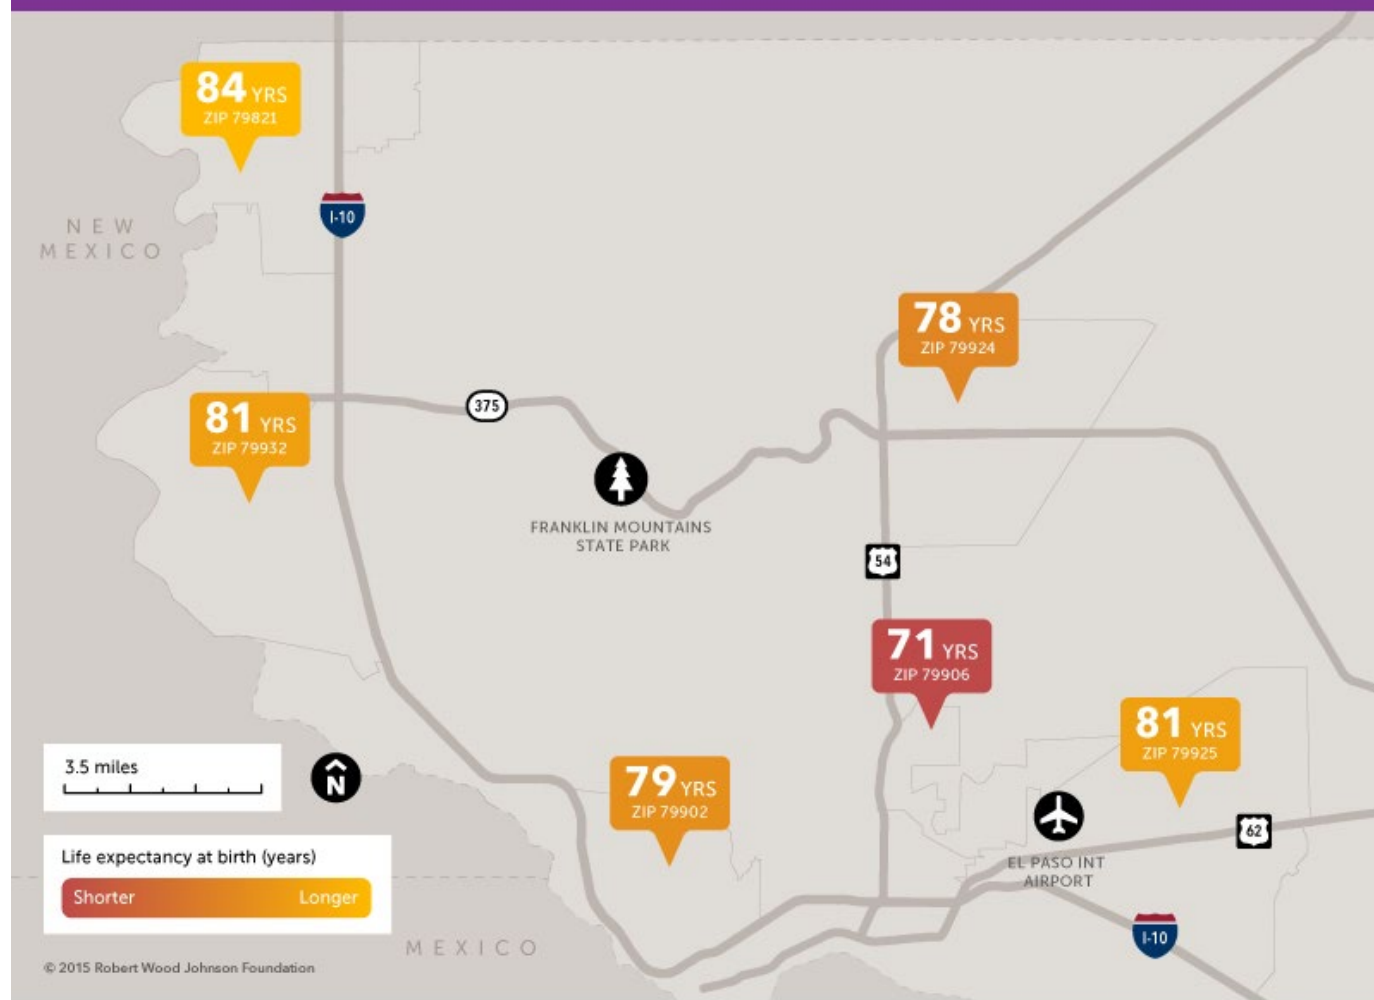 84 YRS
ZIP 79821
I-10
NEW
MEXICO
78 YRS
ZIP 79924
375
81 YRS
ZIP 79932
FRANKLIN MOUNTAINS
STATE PARK
54
71 YRS
ZIP 79906
81 YRS
ZIP 79925
3.5 miles
N
79 YRS
ZIP 79902
62
Life expectancy at birth (years)
Shorter Longer
EL PASO INT
AIRPORT
I-10
MEXICO
© 2015 Robert Wood Johnson Foundation